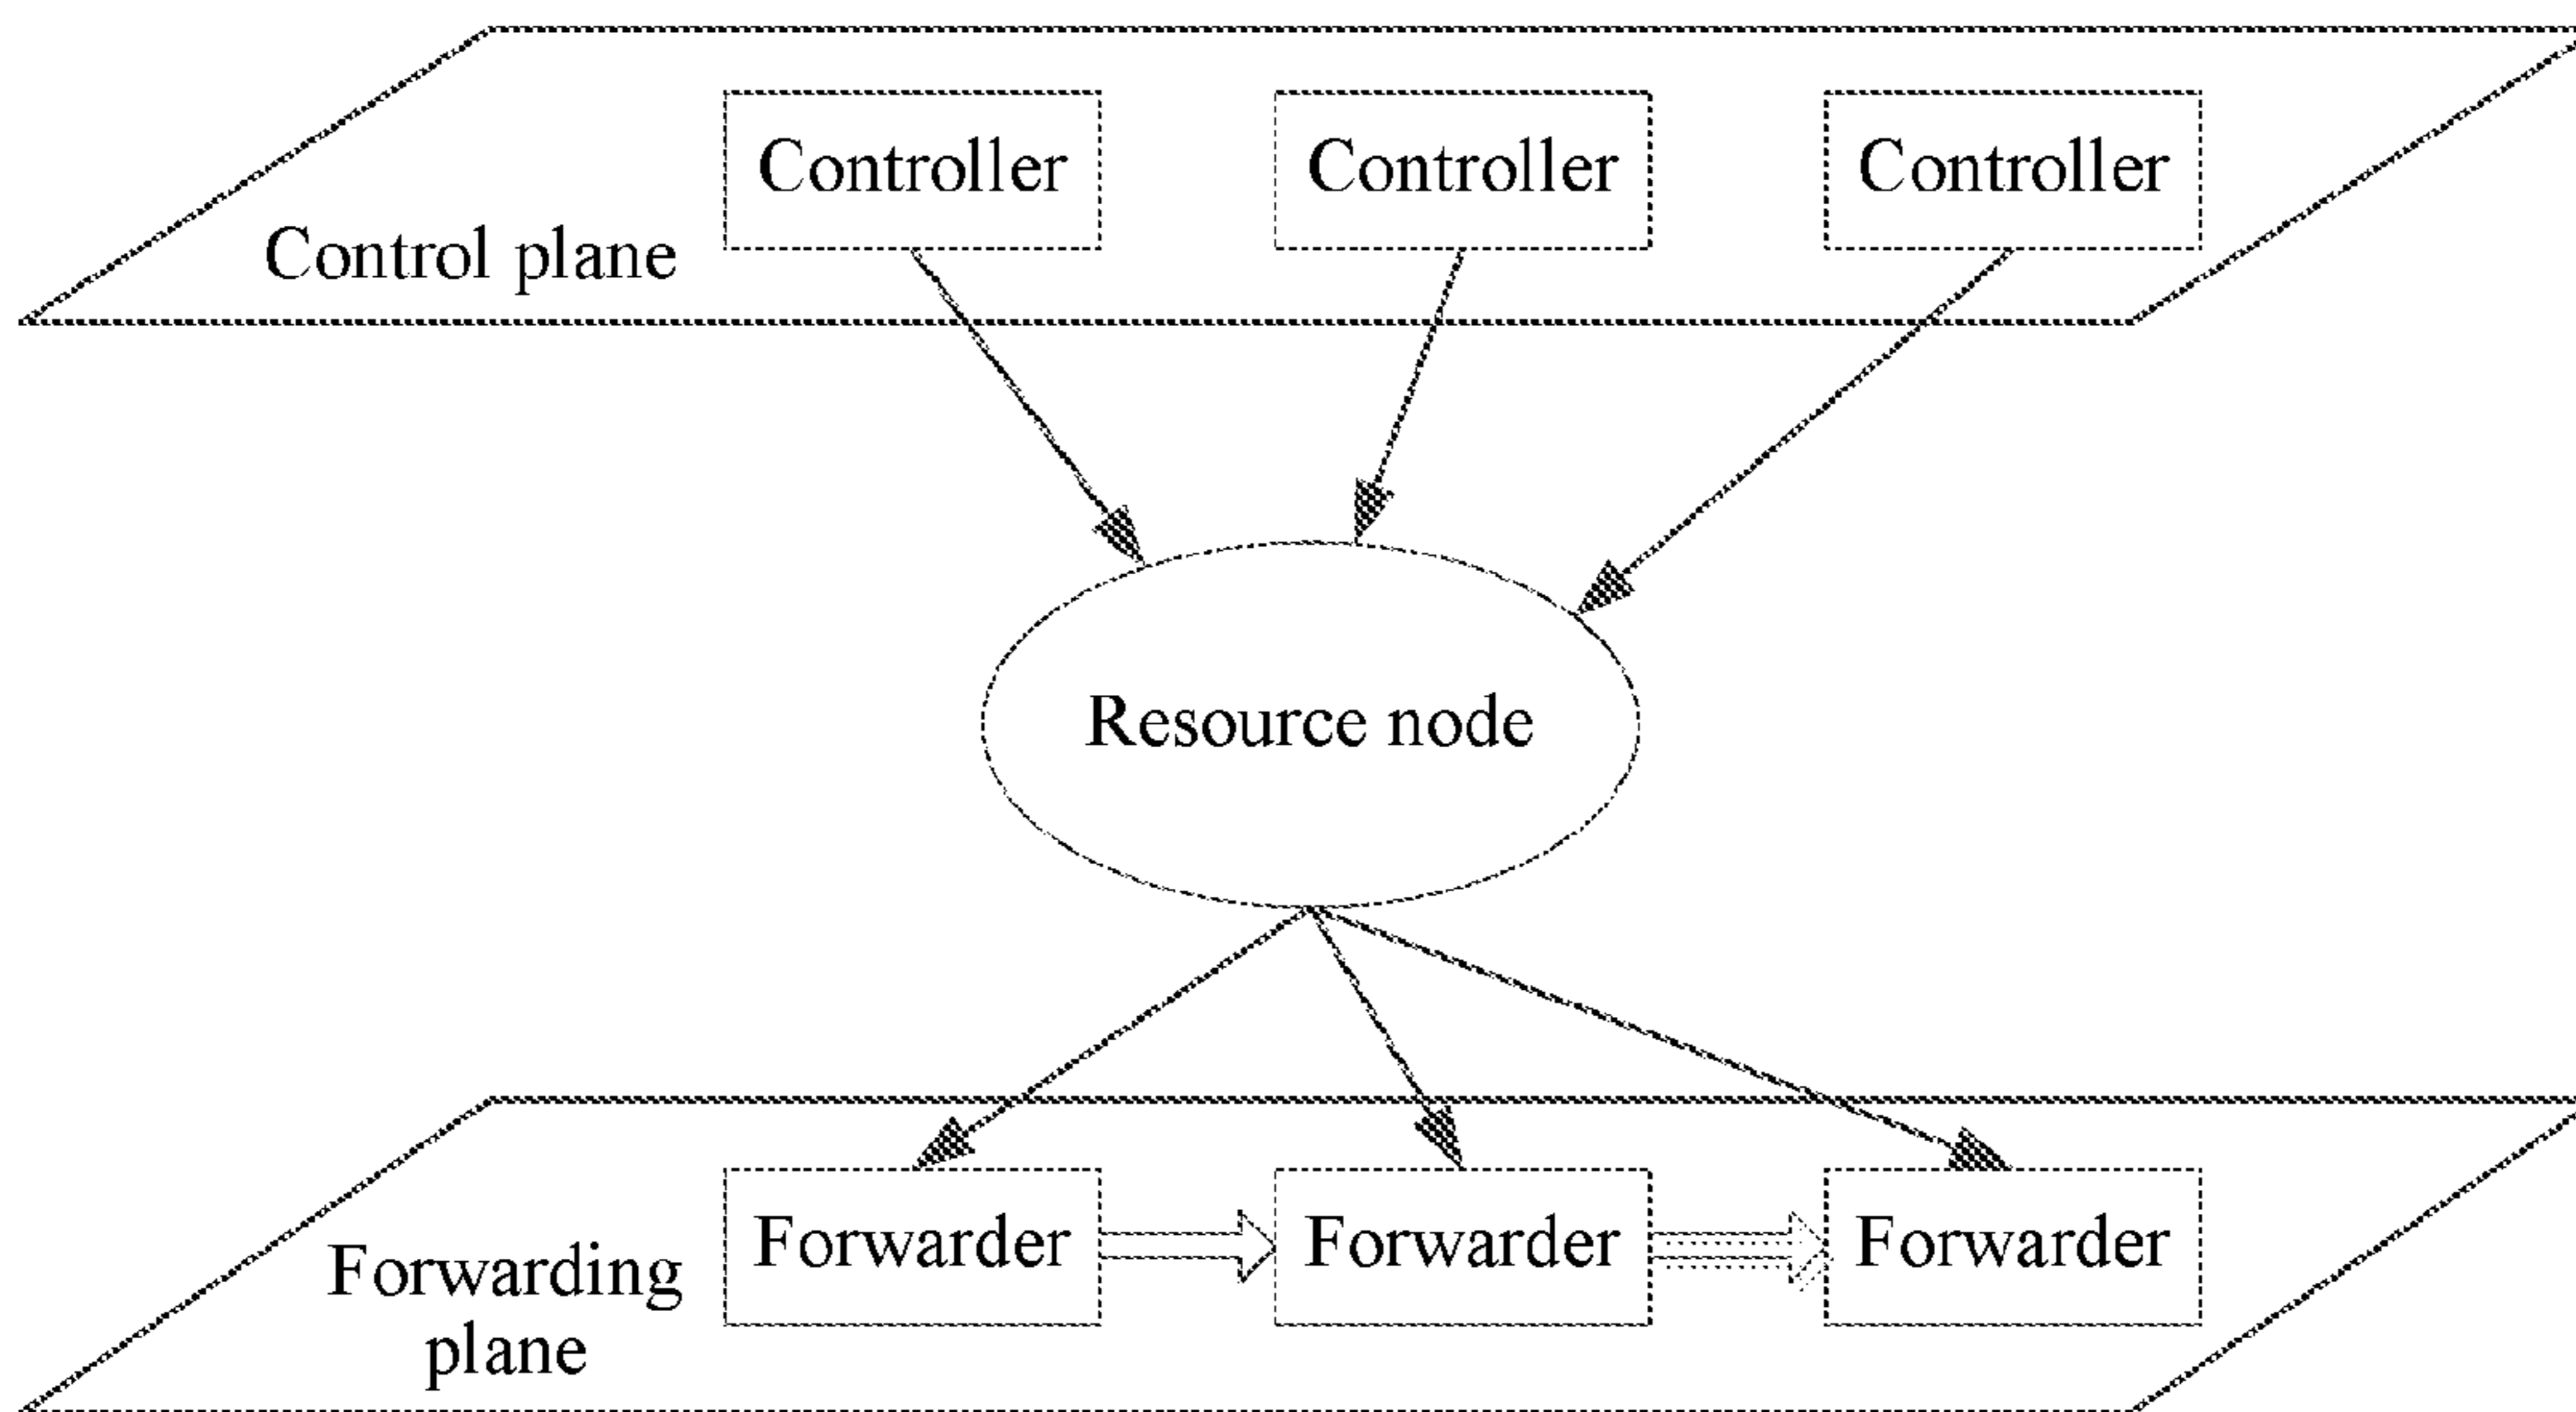 Controller
Controller
Controller
Control plane
Resource node
Forwarder
Forwarder
Forwarder
Forwarding
plane